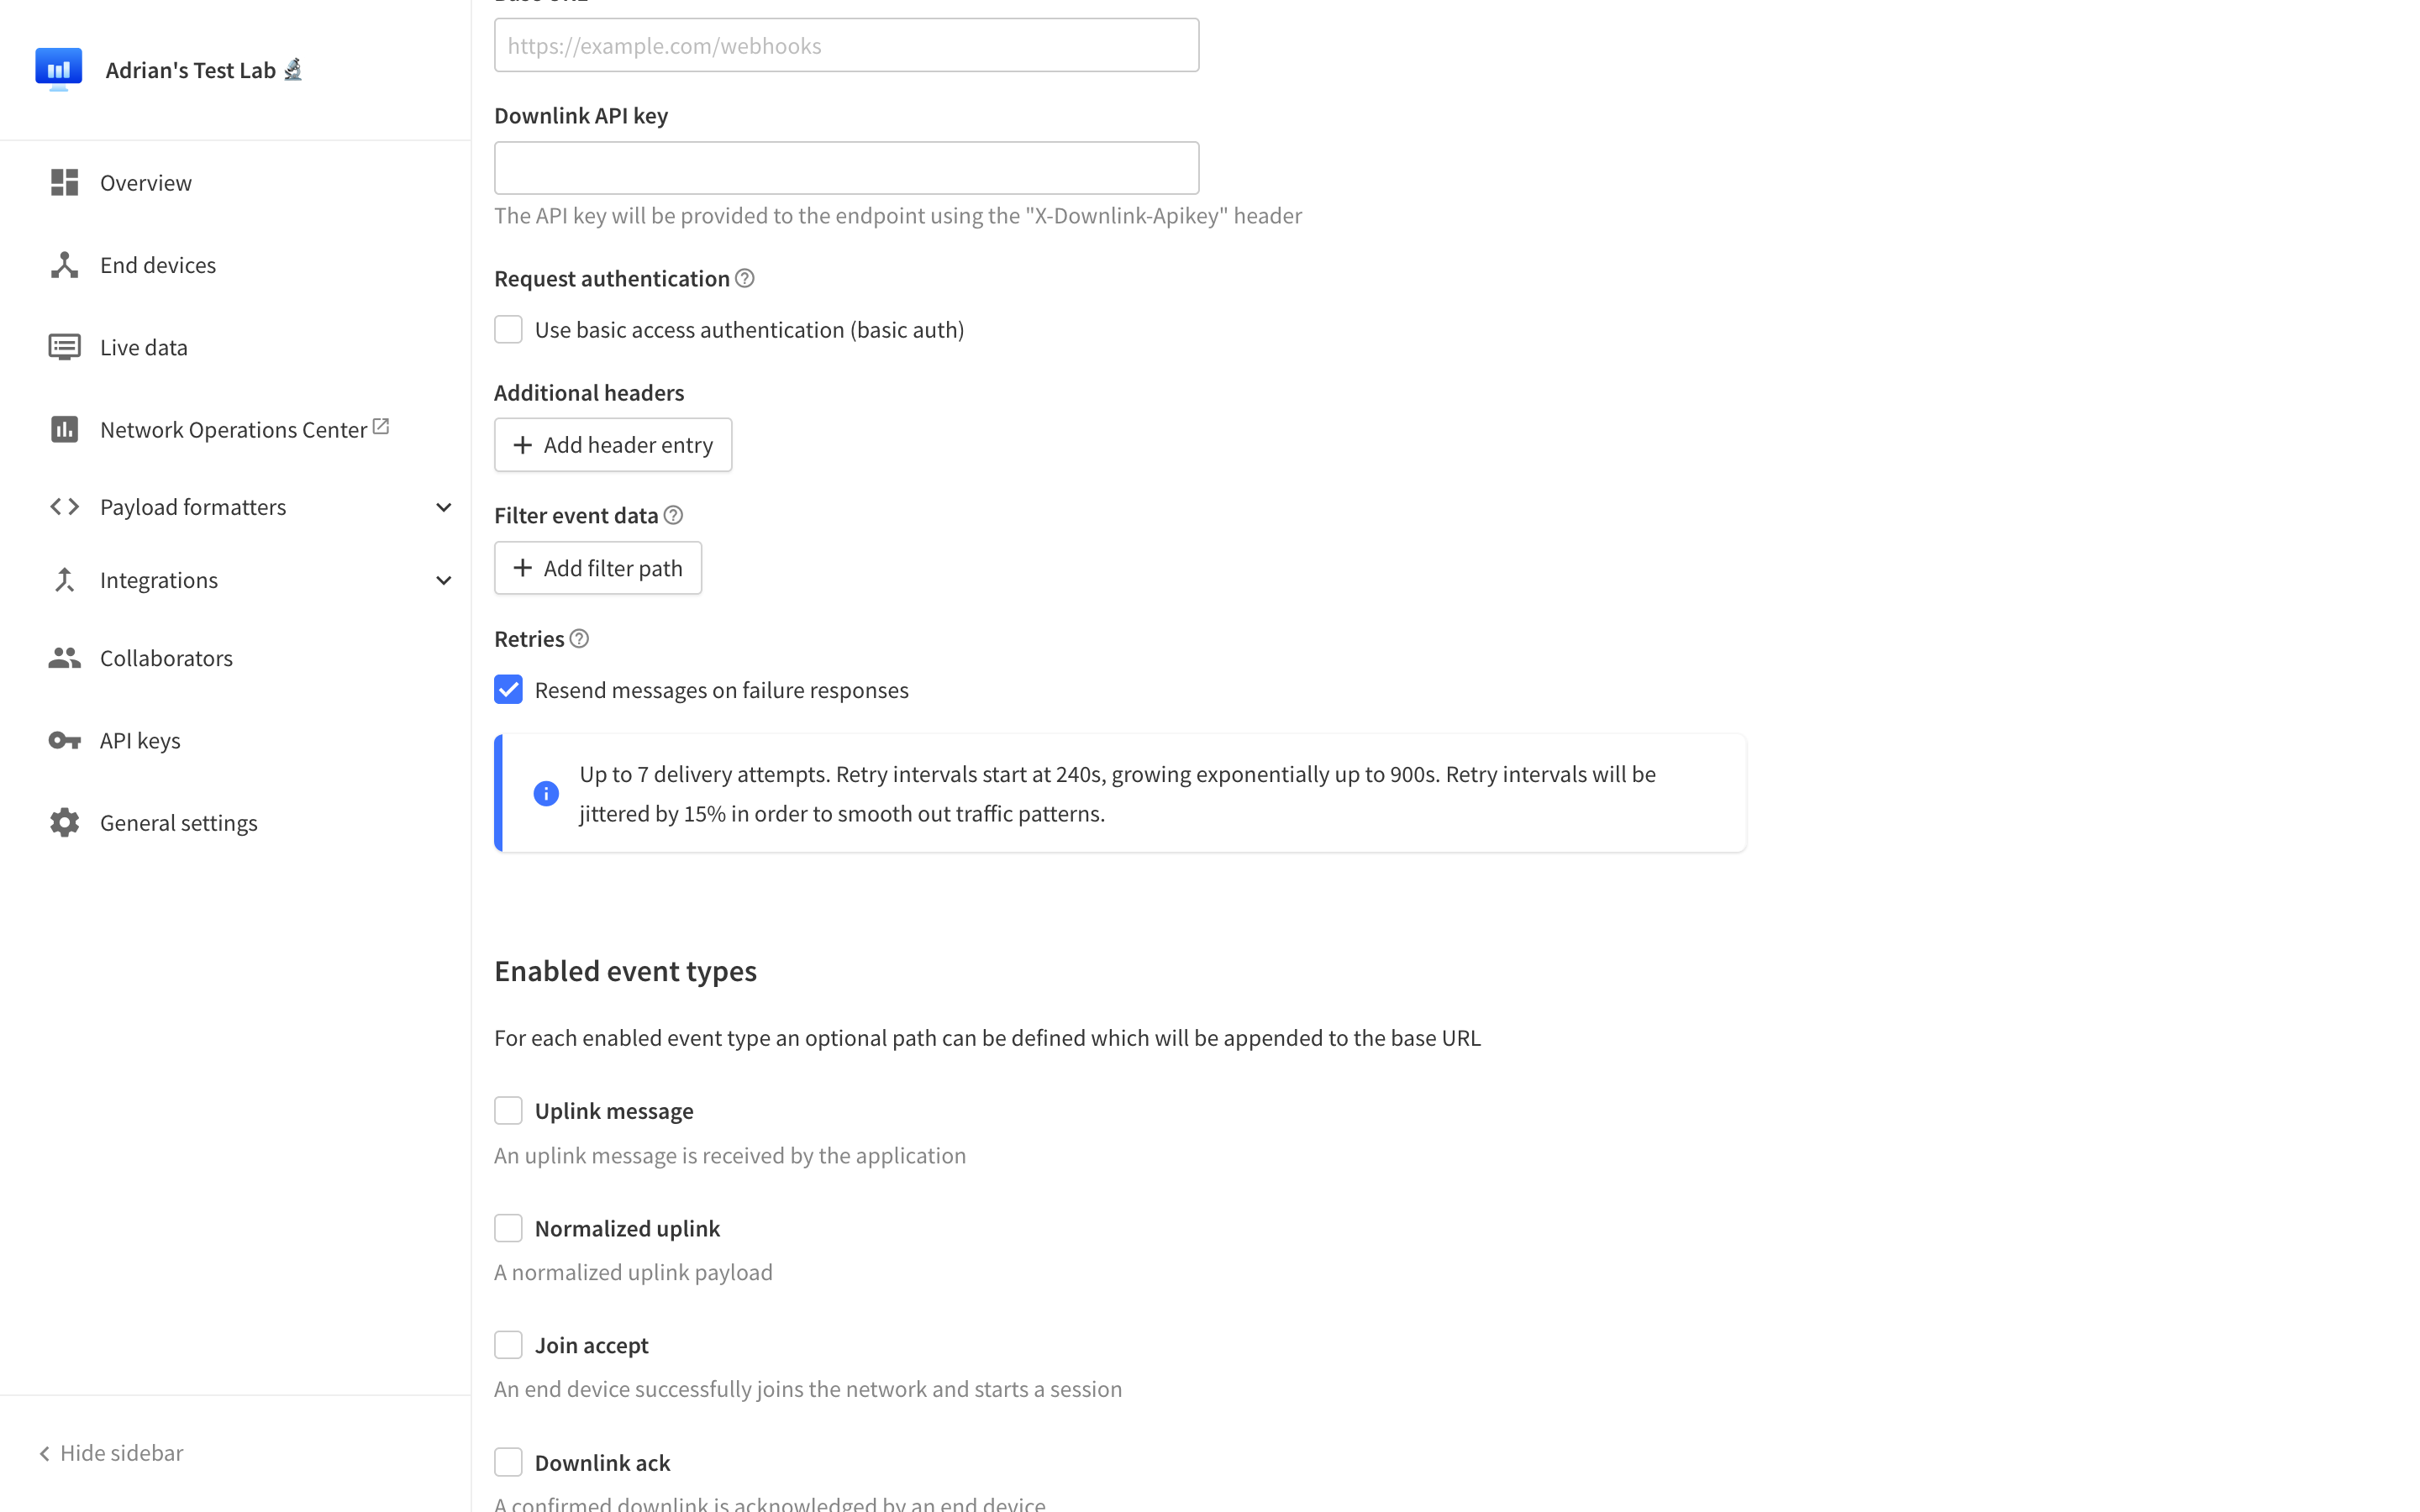 Adrian's Test Lab
Overview
End devices
Live data
Network Operations Center
Payload formatters
Integrations
Collaborators
API keys
General settings
Hide sidebar
Base URL
https://example.com/webhooks
Downlink API key
The API key will be provided to the endpoint using the "X-Downlink-Apikey" header
Request authentication
Use basic access authentication (basic auth)
Additional headers
Add header entry
Filter event data
Add filter path
Retries
Resend messages on failure responses
Up to 7 delivery attempts. Retry intervals start at 240s, growing exponentially up to 900s. Retry intervals will be
jittered by 15% in order to smooth out traffic patterns.
Enabled event types
For each enabled event type an optional path can be defined which will be appended to the base URL
Uplink message
An uplink message is received by the application
Normalized uplink
A normalized uplink payload
Join accept
An end device successfully joins the network and starts a session
Downlink ack
A confirmed downlink is acknowledged by an end device